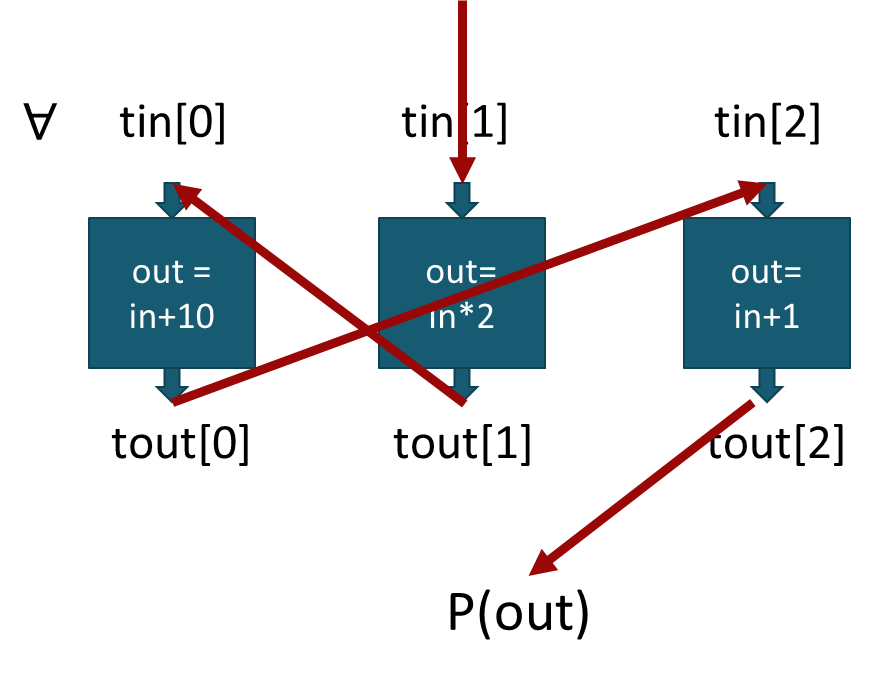 ∀ tin[0] tin[1] tin[2]
out =
in+10
out=
in*2
out=
in+1
tout[0] tout[1] tout[2]
P(out)